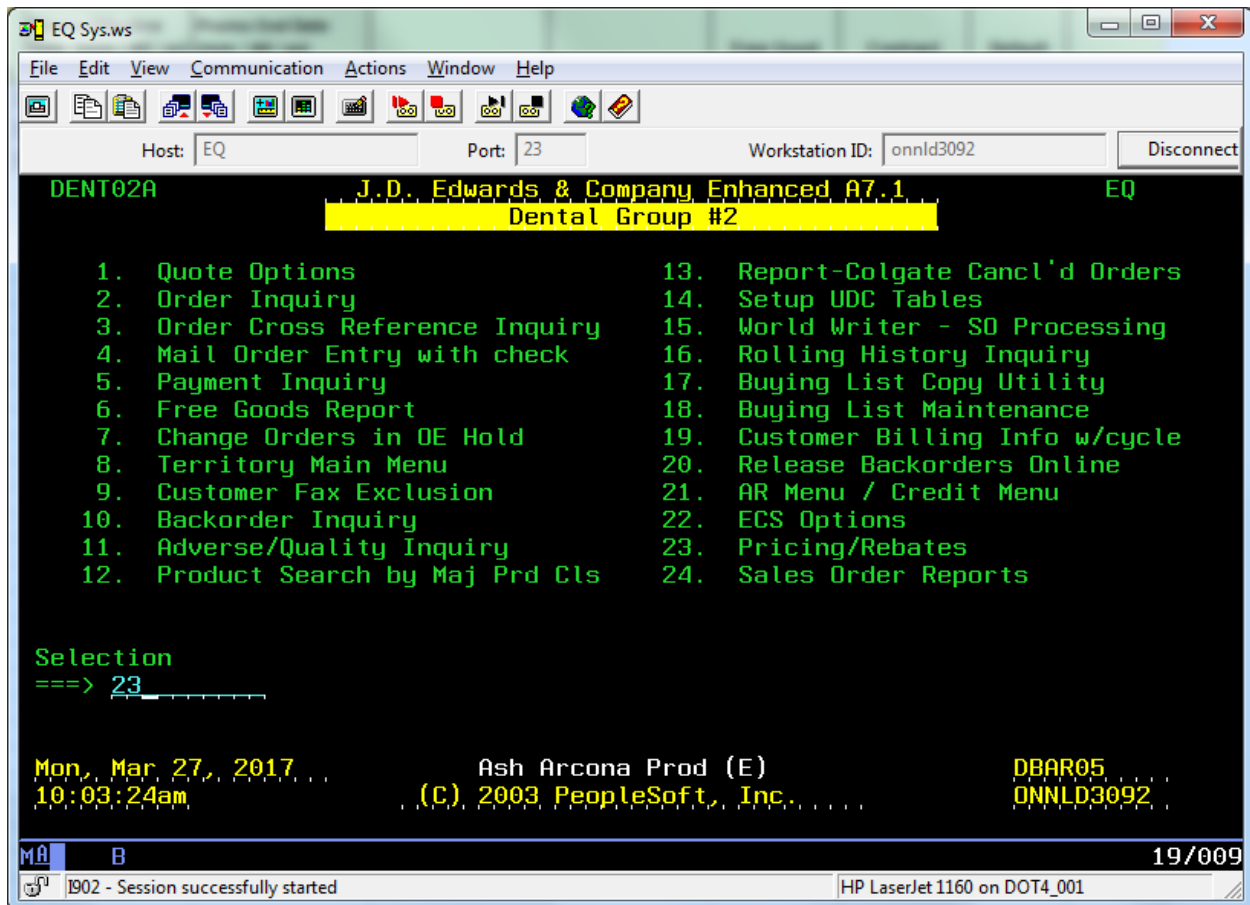 EQ Sys.ws
File Edit View Communication Actions Window Help
Host: EQ Port: 23 Workstation ID: onnld3092 Disconnect
DENT02A J.D. Edwards & Company Enhanced A7.1 EQ
Dental Group #2
1. Quote Options 13. Report-Colgate Cancl'd Orders
2. Order Inquiry 14. Setup UDC Tables
3. Order Cross Reference Inquiry 15. World Writer - SO Processing
4. Mail Order Entry with check 16. Rolling History Inquiry
5. Payment Inquiry 17. Buying List Copy Utility
6. Free Goods Report 18. Buying List Maintenance
7. Change Orders in OE Hold 19. Customer Billing Info w/cycle
8. Territory Main Menu 20. Release Backorders Online
9. Customer Fax Exclusion 21. AR Menu / Credit Menu
10. Backorder Inquiry 22. ECS Options
11. Adverse/Quality Inquiry 23. Pricing/Rebates
12. Product Search by Maj Prd Cls 24. Sales Order Reports
Selection
===> 23
Mon, Mar 27, 2017 Ash Arcona Prod (E) DBAR05
10:03:24am (C) 2003 PeopleSoft, Inc. ONNLD3092
MA B 19/009
I902 - Session successfully started HP LaserJet 1160 on DOT4_001